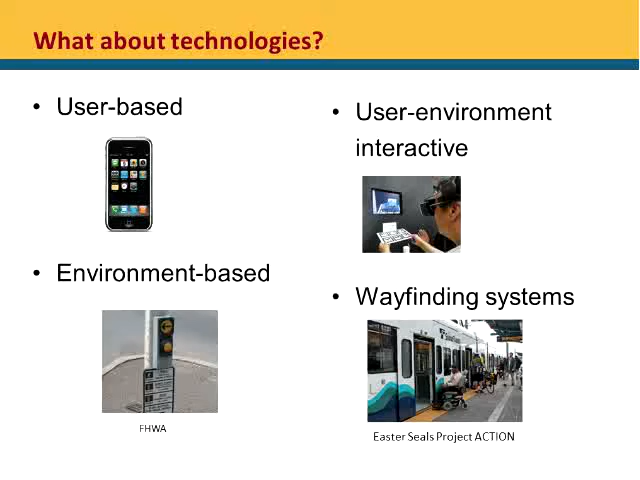 What about technologies?
• User-based
• Environment-based
FHWA
• User-environment
interactive
• Wayfinding systems
Easter Seals Project ACTION